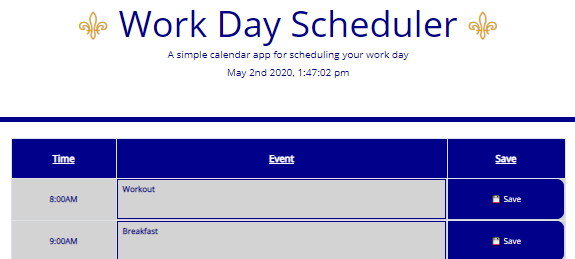 Work Day Scheduler
A simple calendar app for scheduling your work day
May 2nd 2020, 1:47:02 pm
Time Event Save
8:00AM Workout Save
9:00AM Breakfast Save